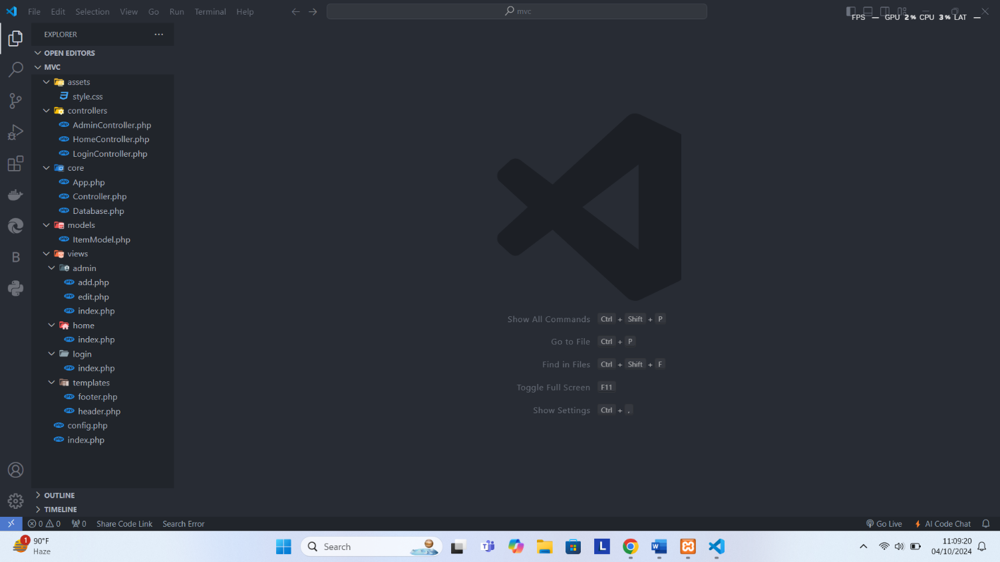 File Edit Selection View Go Run Terminal Help
mvc
FPS — GPU 2 % CPU 3 % LAT —
EXPLORER
OPEN EDITORS
MVC
assets
style.css
controllers
AdminController.php
HomeController.php
LoginController.php
core
App.php
Controller.php
Database.php
models
ItemModel.php
views
admin
add.php
edit.php
index.php
home
index.php
login
index.php
templates
footer.php
header.php
config.php
index.php
OUTLINE
TIMELINE
Show All Commands Ctrl + Shift + P
Go to File Ctrl + P
Find in Files Ctrl + Shift + F
Toggle Full Screen F11
Show Settings Ctrl + ,
0 0 0 Share Code Link Search Error
Go Live AI Code Chat
1
90°F
Haze
Search
11:09:20
04/10/2024